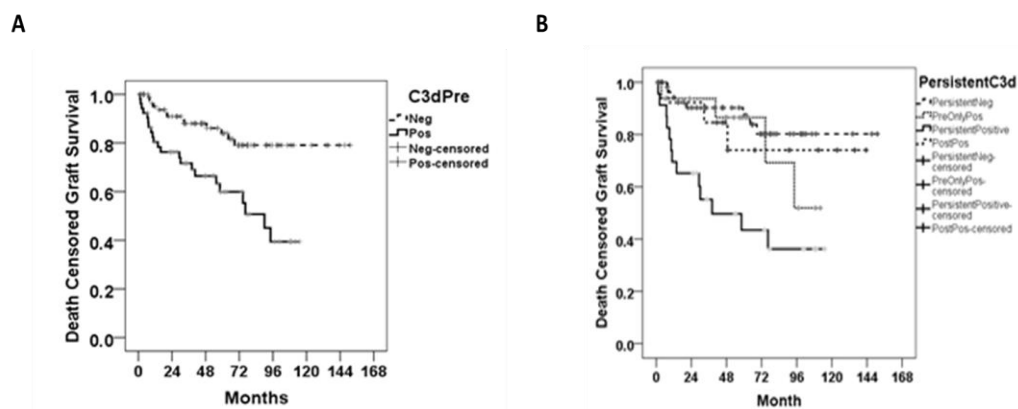 A
Death Censored Graft Survival
1.0
0.8
0.6
0.4
0.2
0.0
0 24 48 72 96 120 144 168
Months
C3dPre
Neg
Pos
Neg-censored
Pos-censored
B
Death Censored Graft Survival
1.0
0.8
0.6
0.4
0.2
0.0
0 24 48 72 96 120 144 168
Month
PersistentC3d
PersistentNeg
PreOnlyPos
PersistentPositive
PostPos
PersistentNeg-
censored
PreOnlyPos-
censored
PersistentPositive-
censored
PostPos-censored